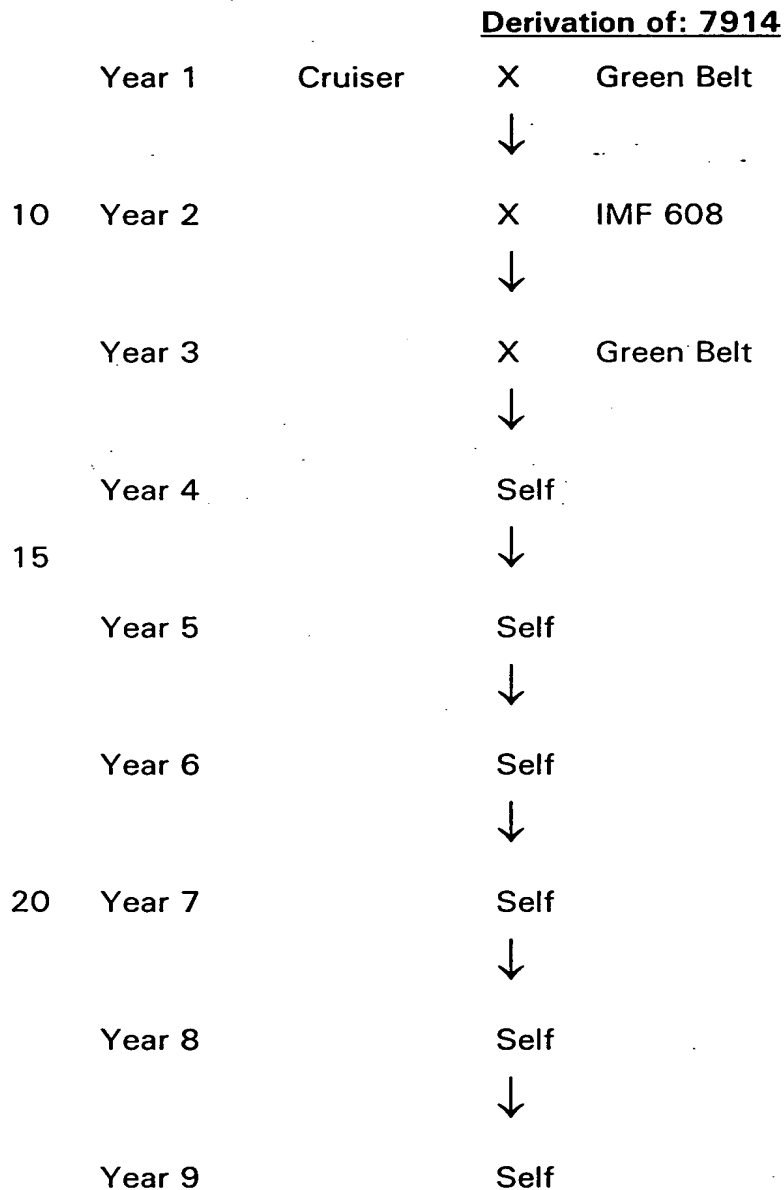 Derivation of: 7914
Year 1 Cruiser X Green Belt
↓
10 Year 2 X IMF 608
↓
Year 3 X Green Belt
↓
Year 4 Self
15 ↓
Year 5 Self
↓
Year 6 Self
↓
20 Year 7 Self
↓
Year 8 Self
↓
Year 9 Self